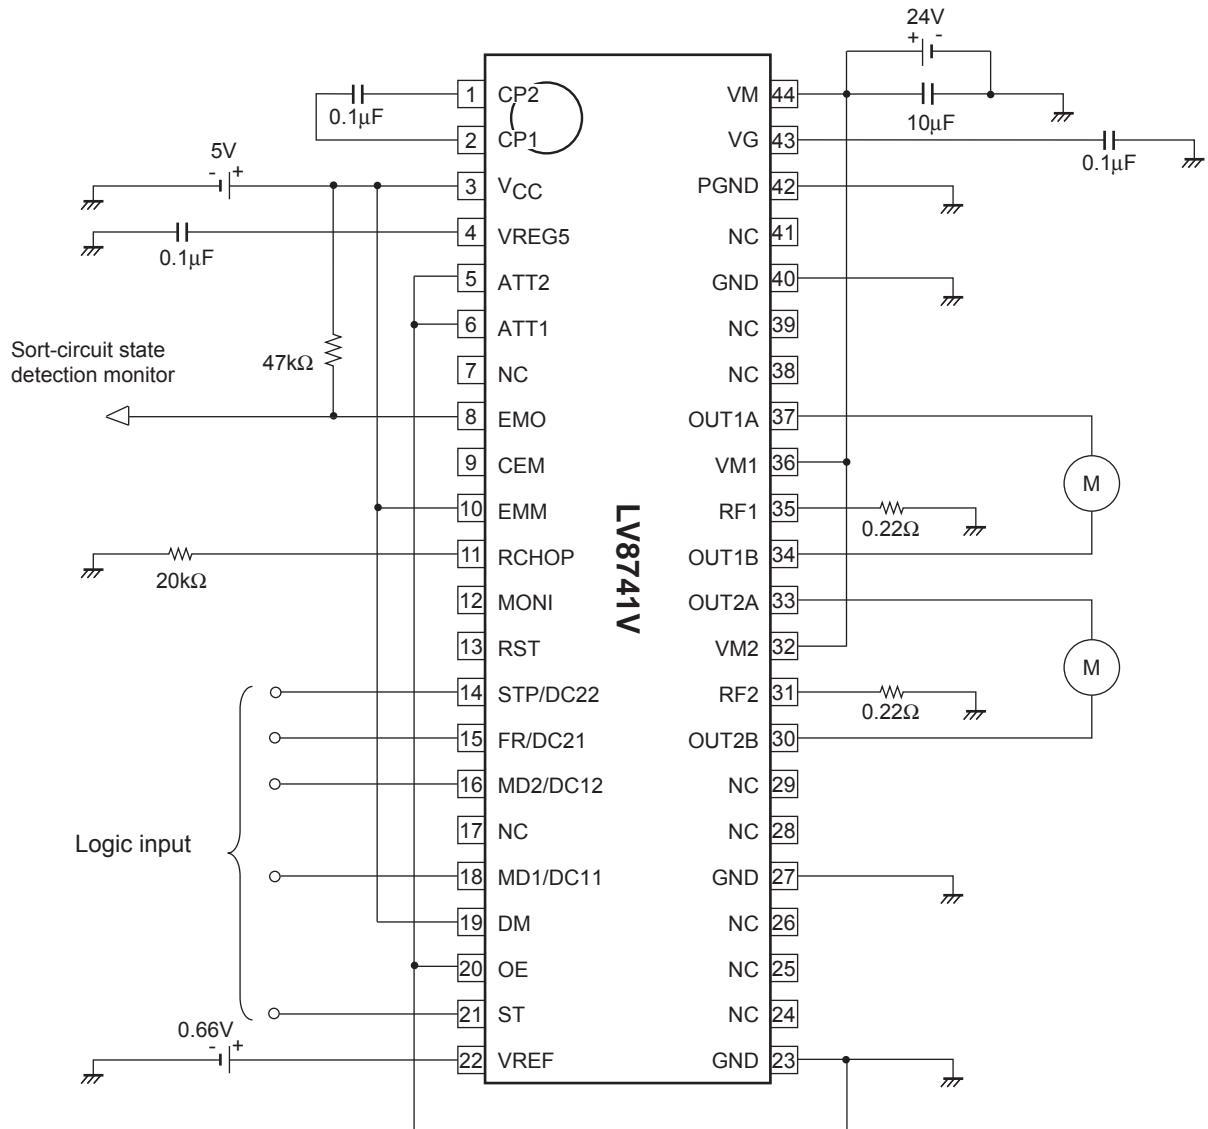 24V
+ -
1 CP2 VM 44
0.1µF 10µF
2 CP1 VG 43
5V 0.1µF
- +
3 VCC PGND 42
4 VREG5 NC 41
0.1µF
5 ATT2 GND 40
6 ATT1 NC 39
Sort-circuit state
detection monitor
47kΩ
7 NC NC 38
8 EMO OUT1A 37
9 CEM VM1 36
M
10 EMM RF1 35
0.22Ω
11 RCHOP OUT1B 34
20kΩ
LV8741V
12 MONI OUT2A 33
13 RST VM2 32
M
14 STP/DC22 RF2 31
0.22Ω
15 FR/DC21 OUT2B 30
16 MD2/DC12 NC 29
17 NC NC 28
Logic input
18 MD1/DC11 GND 27
19 DM NC 26
20 OE NC 25
21 ST NC 24
0.66V
- +
22 VREF GND 23